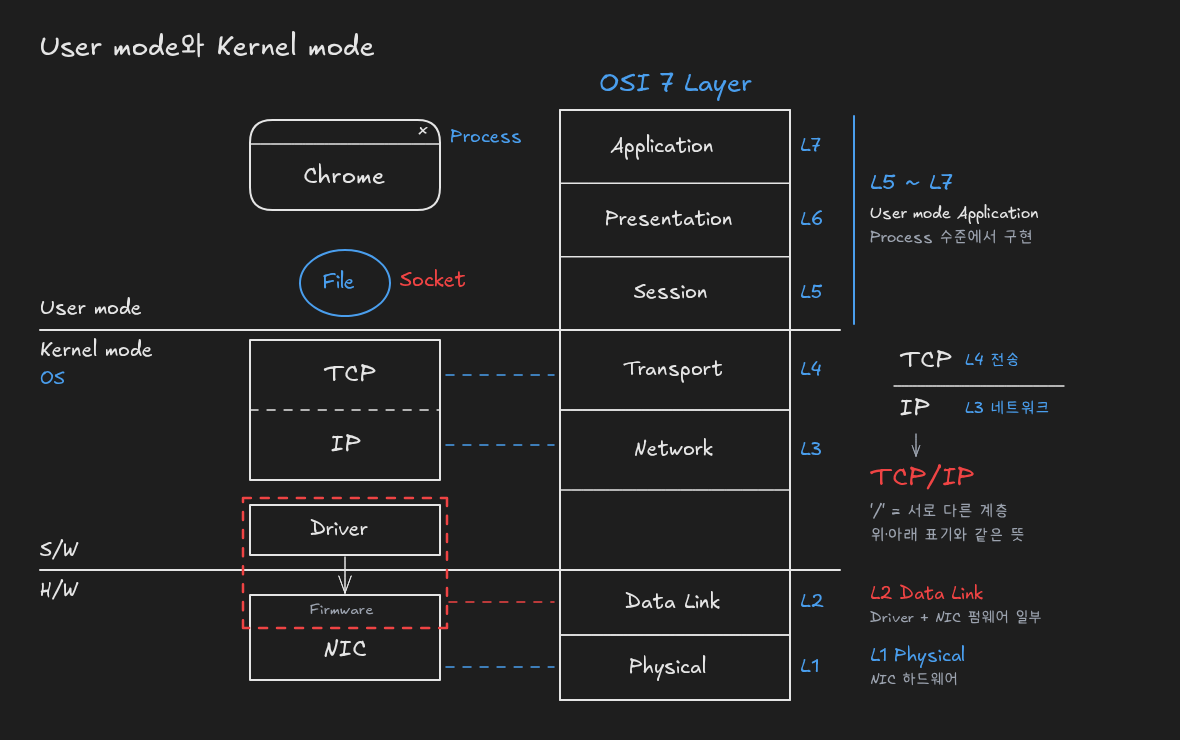 User mode와 Kernel mode
OSI 7 Layer
×
Process
Chrome
File
Socket
User mode
Kernel mode
OS
TCP
IP
Driver
S/W
H/W
Firmware
NIC
Application
L7
Presentation
L6
Session
L5
Transport
L4
Network
L3
Data Link
L2
Physical
L1
L5 ~ L7
User mode Application
Process 수준에서 구현
TCP L4 전송
IP L3 네트워크
TCP/IP
'/' = 서로 다른 계층
위·아래 표기와 같은 뜻
L2 Data Link
Driver + NIC 펌웨어 일부
L1 Physical
NIC 하드웨어